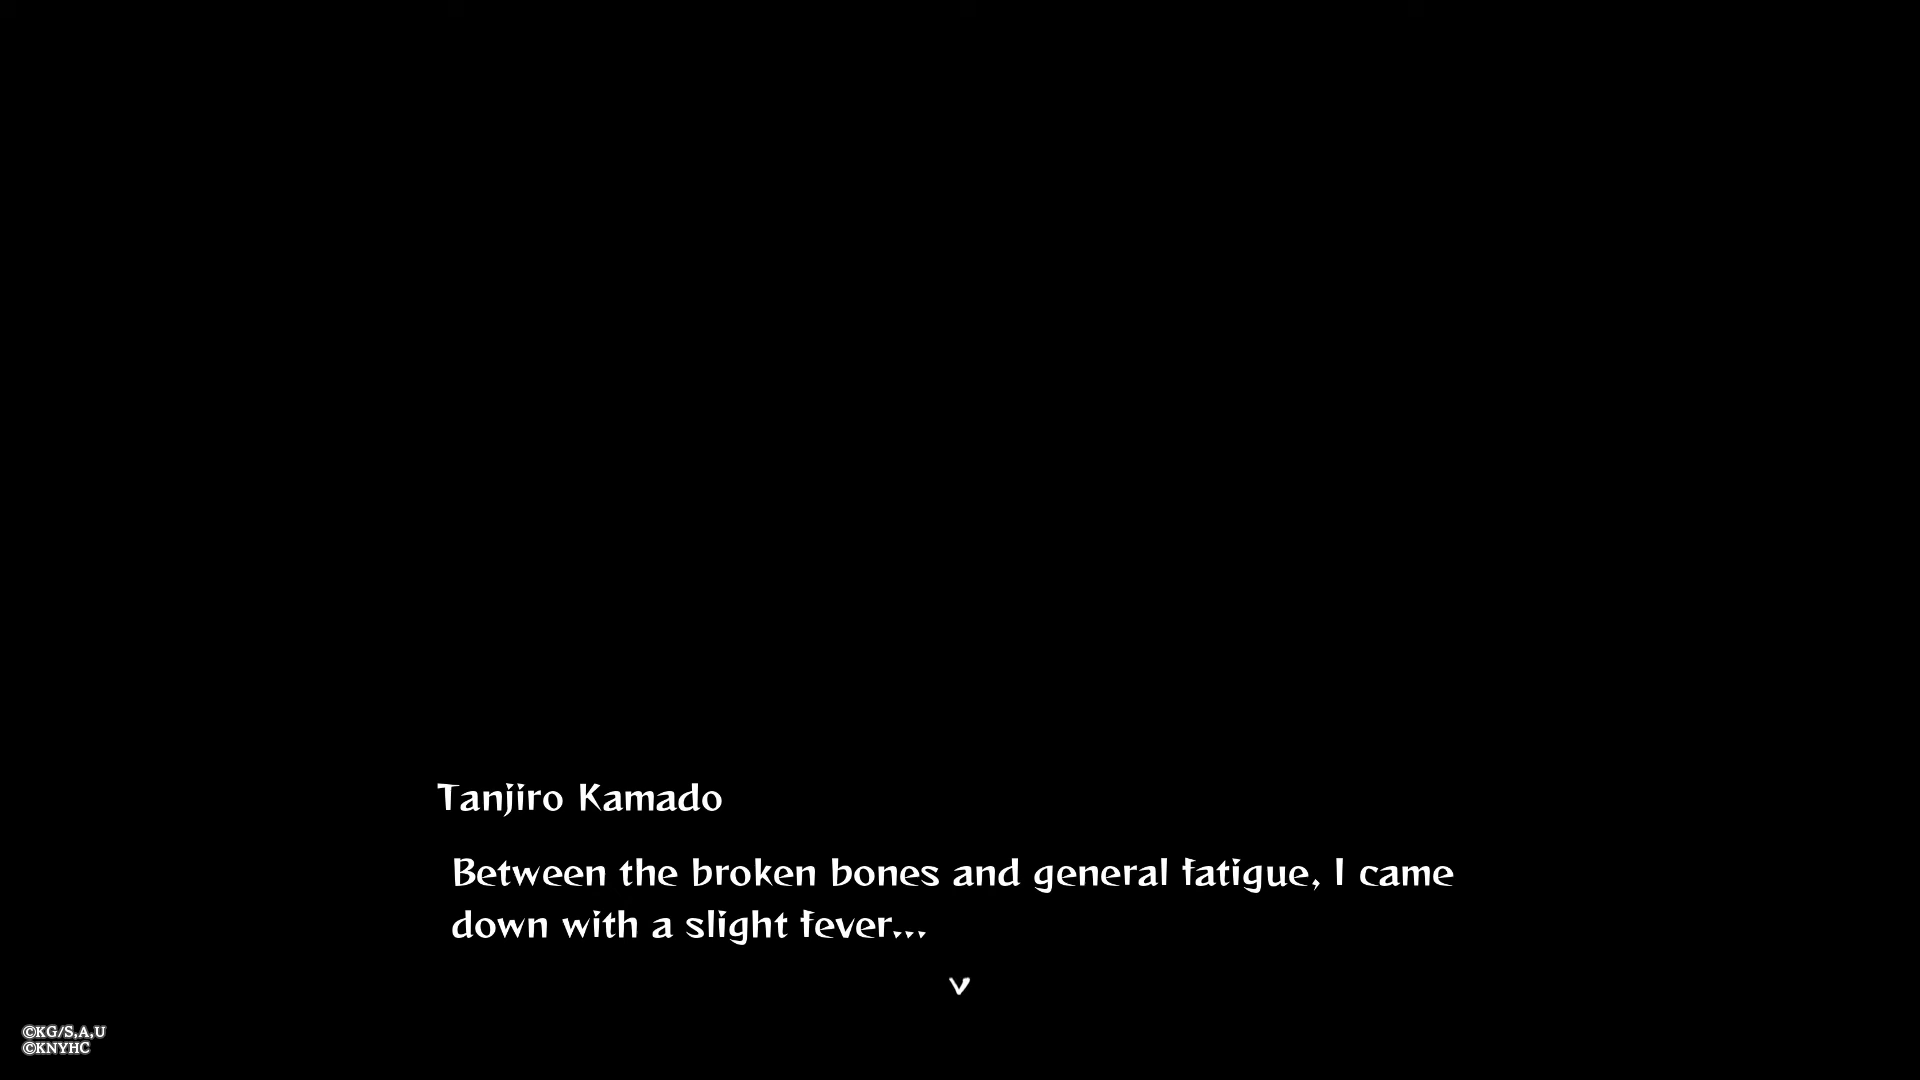 Tanjiro Kamado
Between the broken bones and general fatigue, I came
down with a slight fever...
©KG/S,A,U
©KNYHC